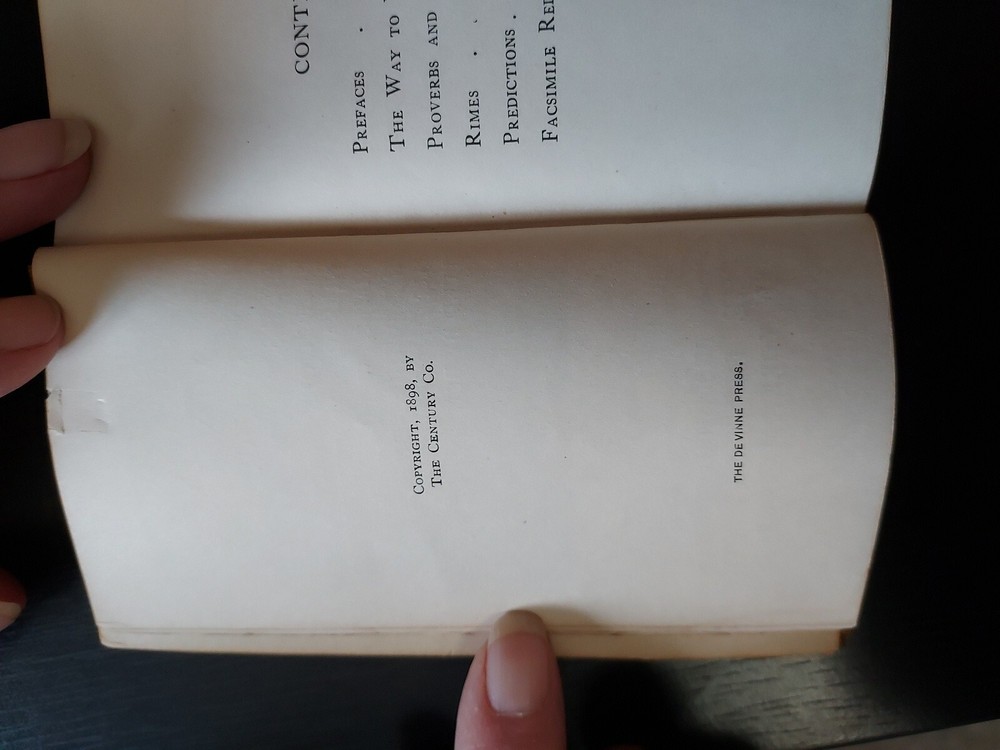 COPYRIGHT, 1898, BY
THE CENTURY CO.
THE DE VINNE PRESS.
CONT
PREFACES .
THE WAY TO
PROVERBS AND
RIMES . .
PREDICTIONS .
FACSIMILE RE